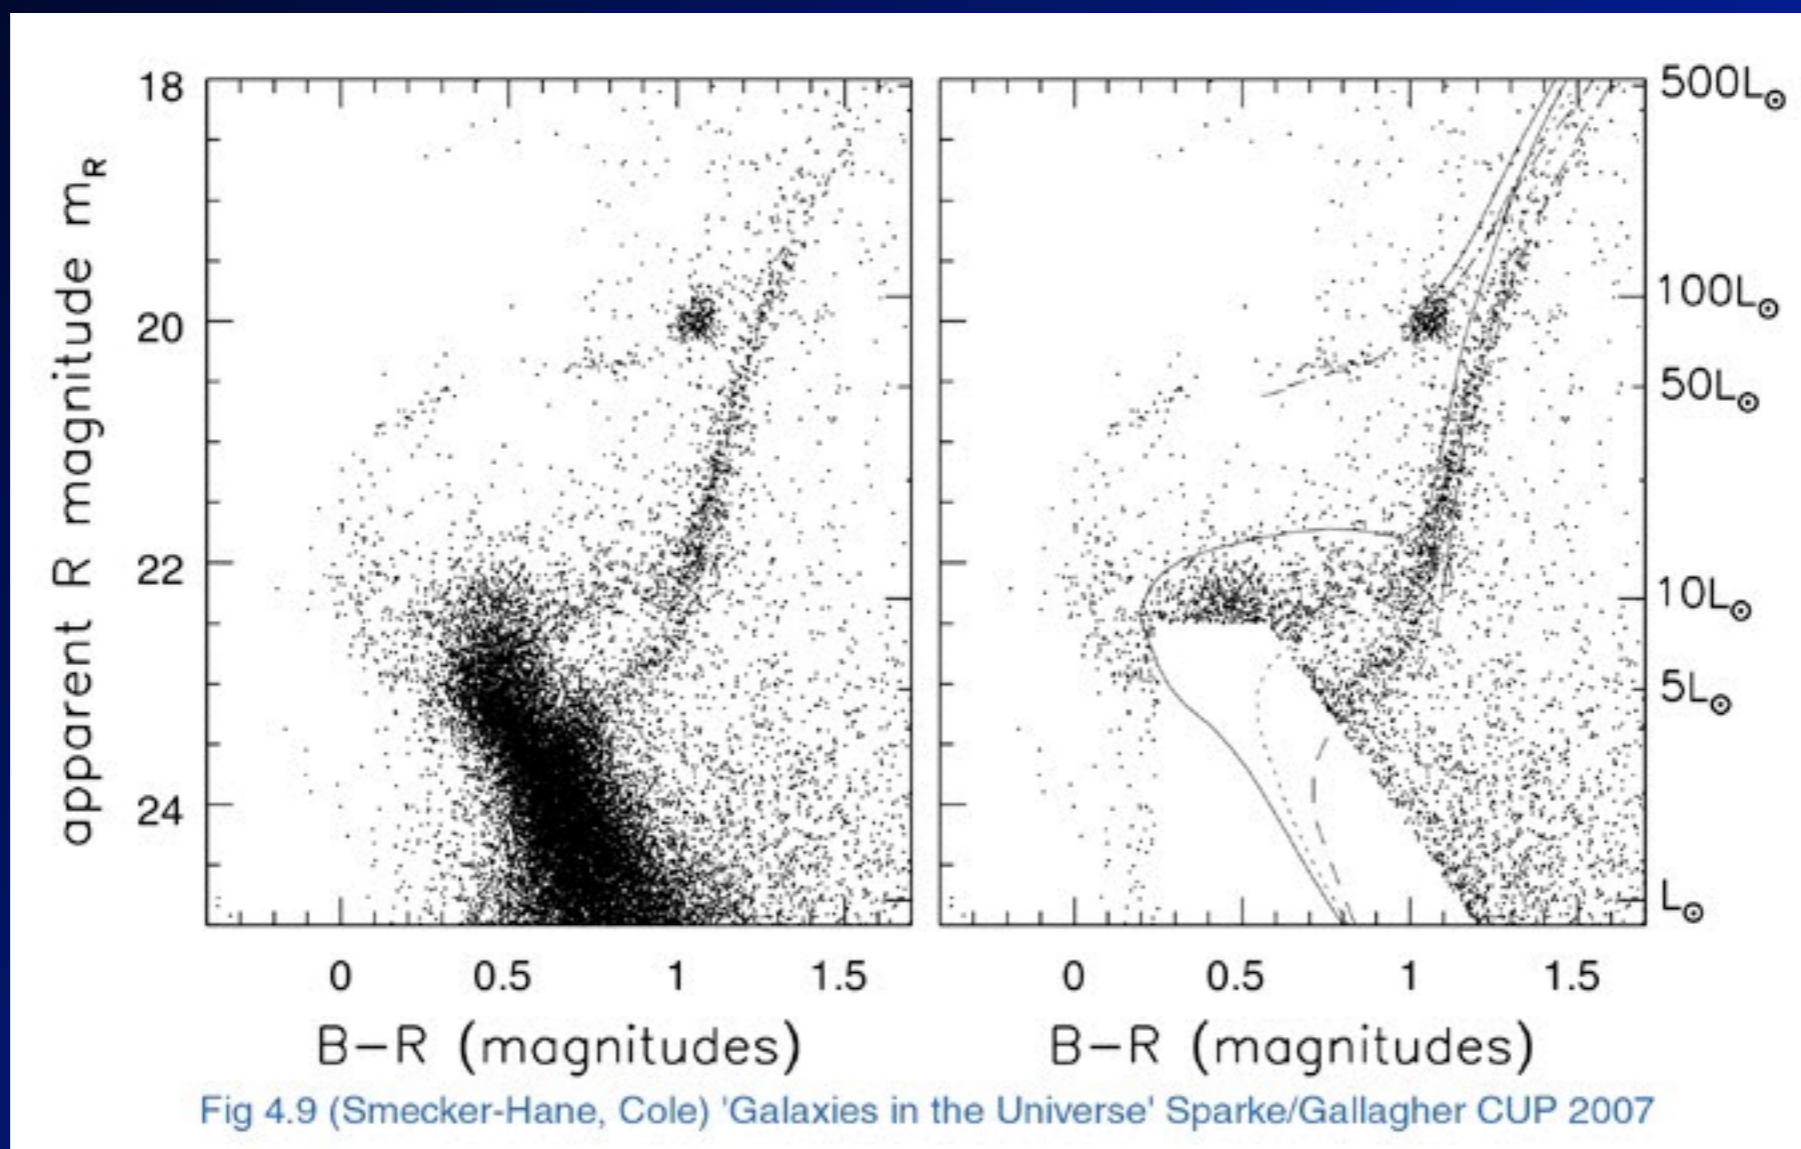 apparent R magnitude mR
18
20
22
24
0 0.5 1 1.5
B−R (magnitudes)
500L⊙
100L⊙
50L⊙
10L⊙
5L⊙
L⊙
0 0.5 1 1.5
B−R (magnitudes)
Fig 4.9 (Smecker-Hane, Cole) 'Galaxies in the Universe' Sparke/Gallagher CUP 2007